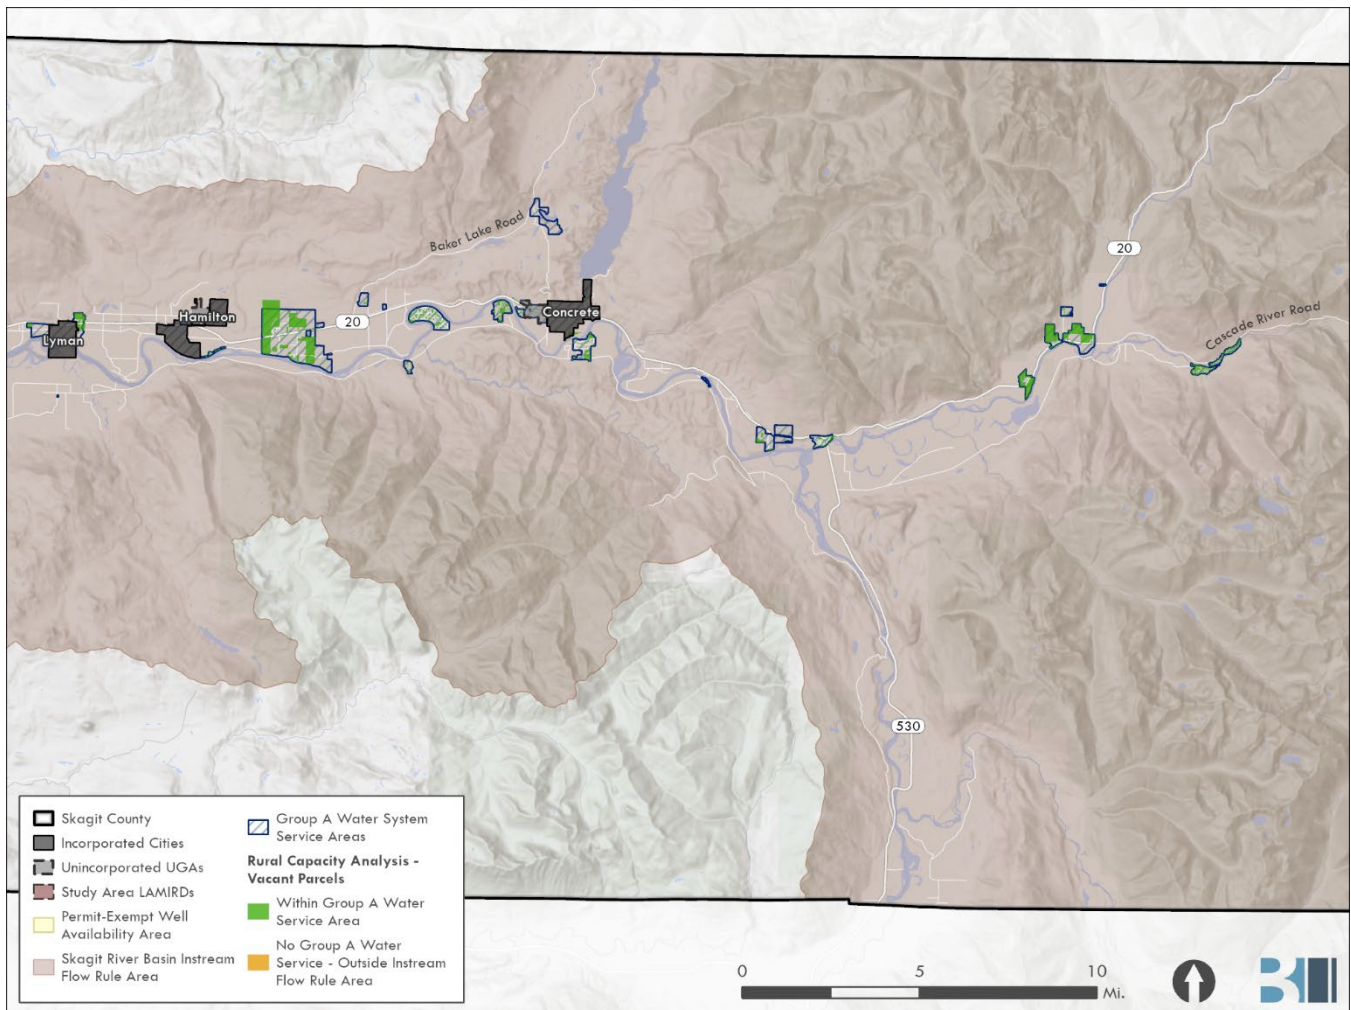 20
Baker Lake Road
Cascade River Road
Hamilton
Concrete
20
Lyman
530
Skagit County
Incorporated Cities
Unincorporated UGAs
Study Area LAMIRDs
Permit-Exempt Well
Availability Area
Skagit River Basin Instream
Flow Rule Area
Group A Water System
Service Areas
Rural Capacity Analysis -
Vacant Parcels
Within Group A Water
Service Area
No Group A Water
Service - Outside Instream
Flow Rule Area
0 5 10
Mi.